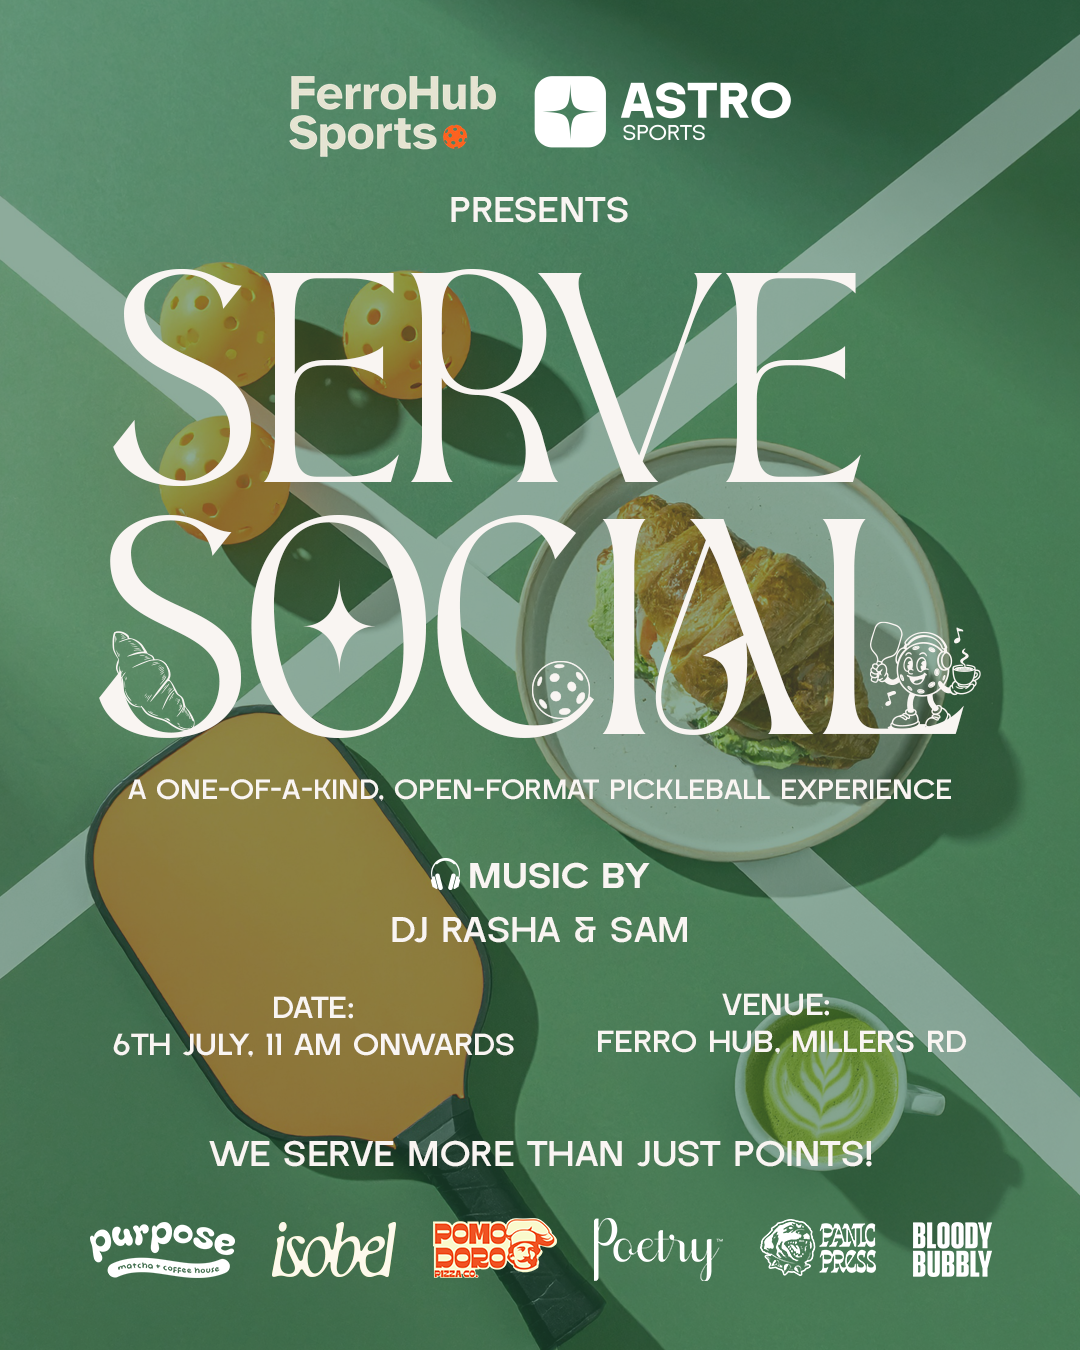 FerroHub
Sports
ASTRO
SPORTS
PRESENTS
SERVE
SOCIAL
A ONE-OF-A-KIND, OPEN-FORMAT PICKLEBALL EXPERIENCE
MUSIC BY
DJ RASHA & SAM
DATE:
6TH JULY, 11 AM ONWARDS
VENUE:
FERRO HUB, MILLERS RD
WE SERVE MORE THAN JUST POINTS!
purpose
matcha + coffee house
isobel
POMO
DORO
PIZZA CO.
Poetry™
PANIC
PRESS
BLOODY
BUBBLY